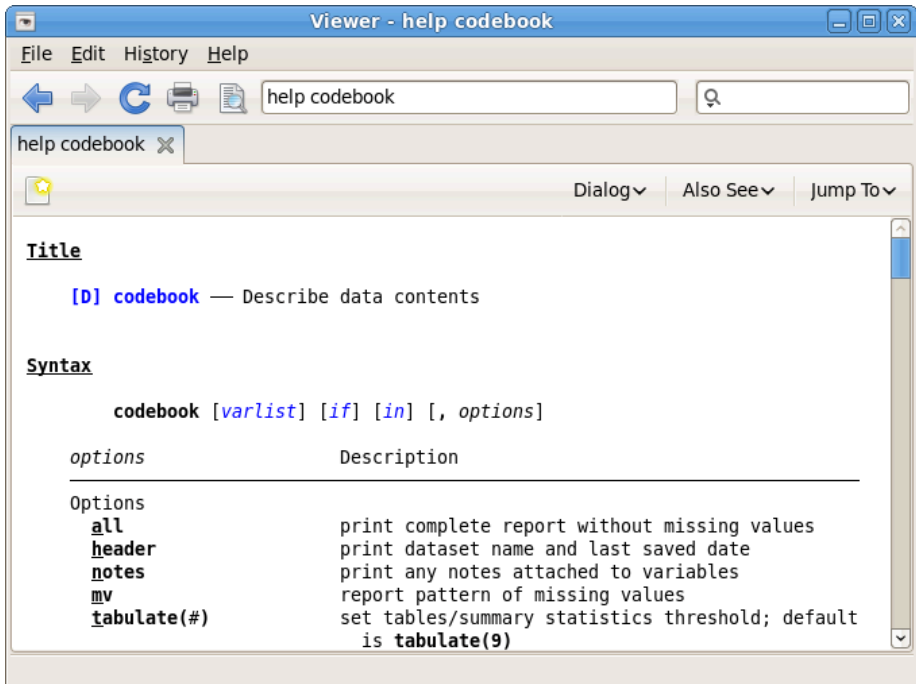 Viewer - help codebook
File Edit History Help
help codebook
help codebook
Dialog Also See Jump To
Title
[D] codebook — Describe data contents
Syntax
codebook [varlist] [if] [in] [, options]
options Description
Options
all print complete report without missing values
header print dataset name and last saved date
notes print any notes attached to variables
mv report pattern of missing values
tabulate(#) set tables/summary statistics threshold; default
is tabulate(9)